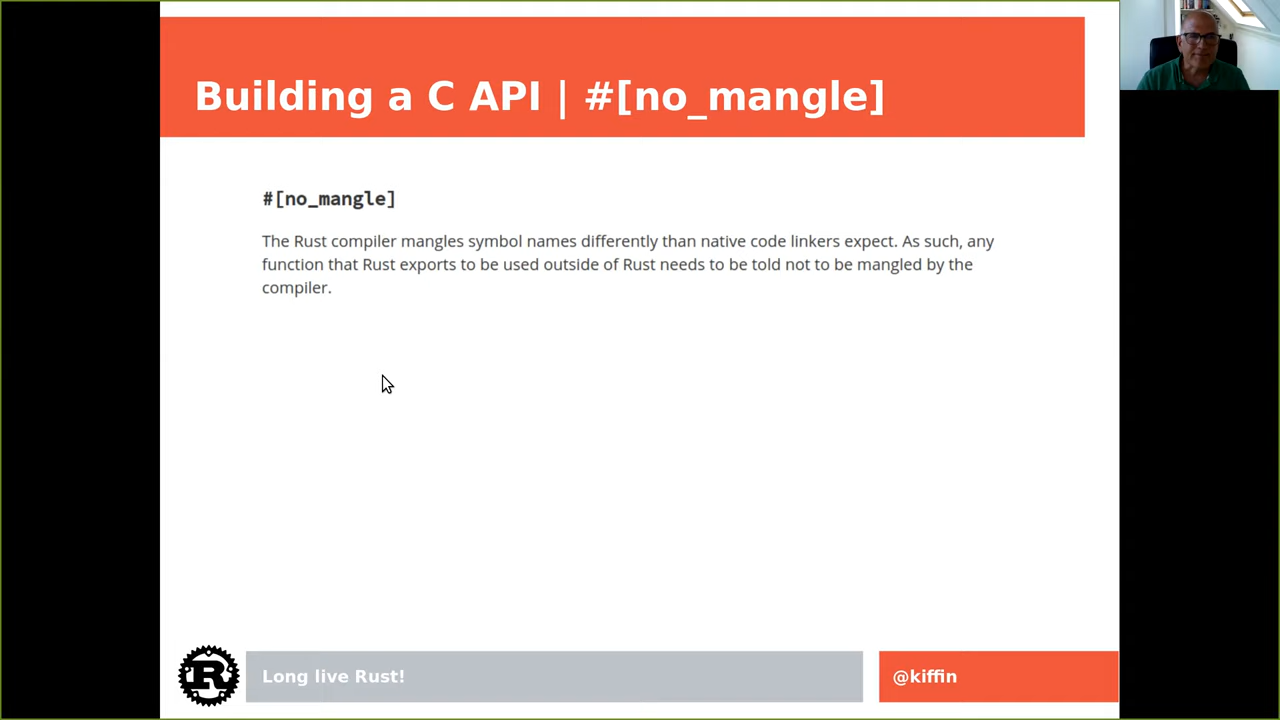 Building a C API | #[no_mangle]
#[no_mangle]
The Rust compiler mangles symbol names differently than native code linkers expect. As such, any
function that Rust exports to be used outside of Rust needs to be told not to be mangled by the
compiler.
R
Long live Rust!
@kiffin